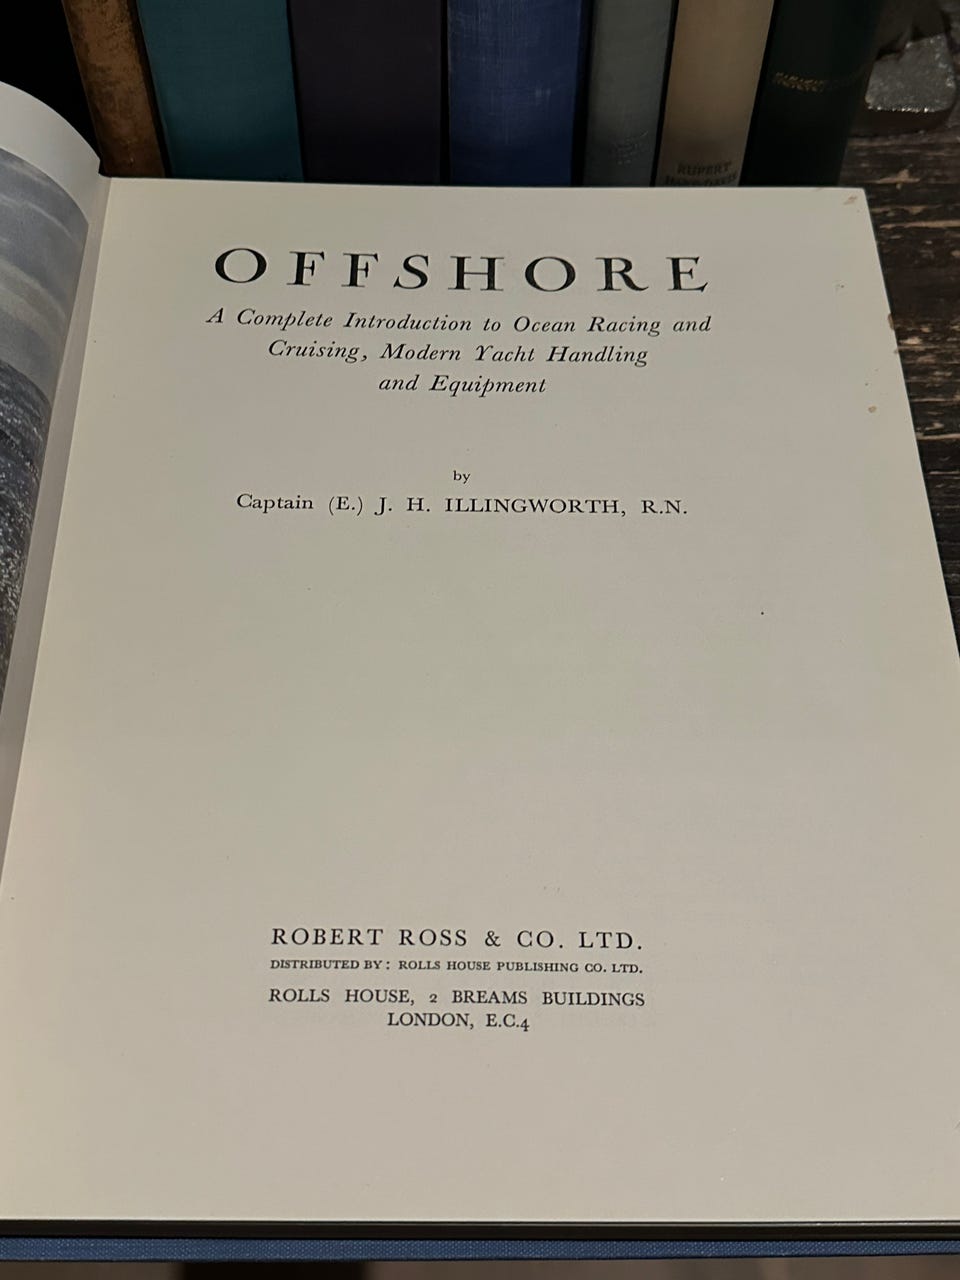 RUPERT
OFFSHORE
A Complete Introduction to Ocean Racing and
Cruising, Modern Yacht Handling
and Equipment
by
Captain (E.) J. H. ILLINGWORTH, R.N.
ROBERT ROSS & CO. LTD.
DISTRIBUTED BY: ROLLS HOUSE PUBLISHING CO. LTD.
ROLLS HOUSE, 2 BREAMS BUILDINGS
LONDON, E.C.4